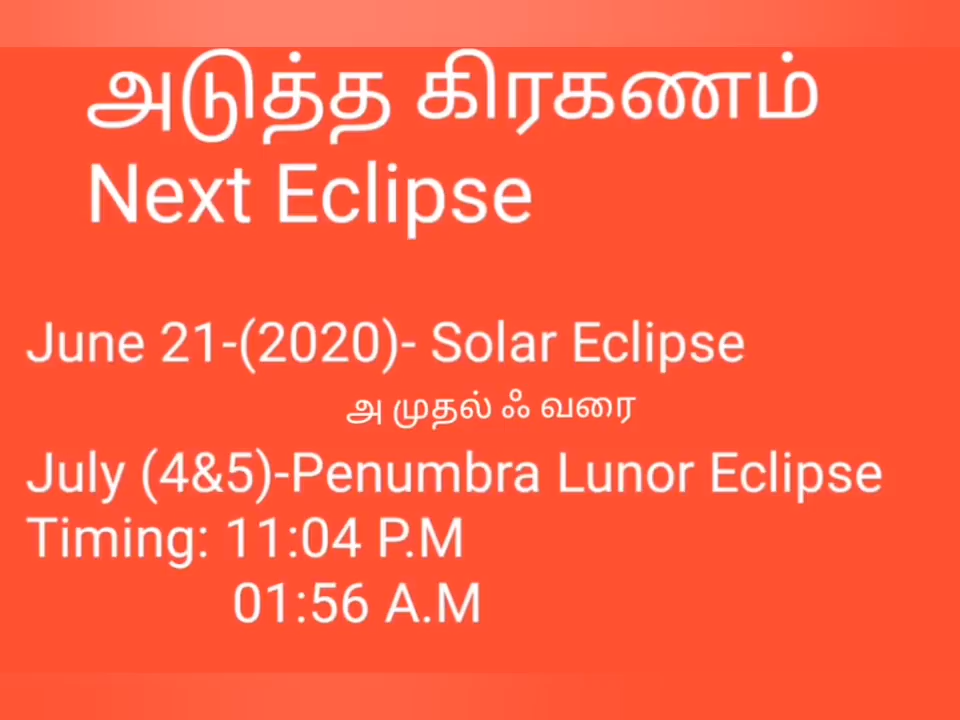 அடுத்த கிரகணம்
Next Eclipse
June 21-(2020)- Solar Eclipse
அ முதல் ஃ வரை
July (4&5)-Penumbra Lunor Eclipse
Timing: 11:04 P.M
01:56 A.M